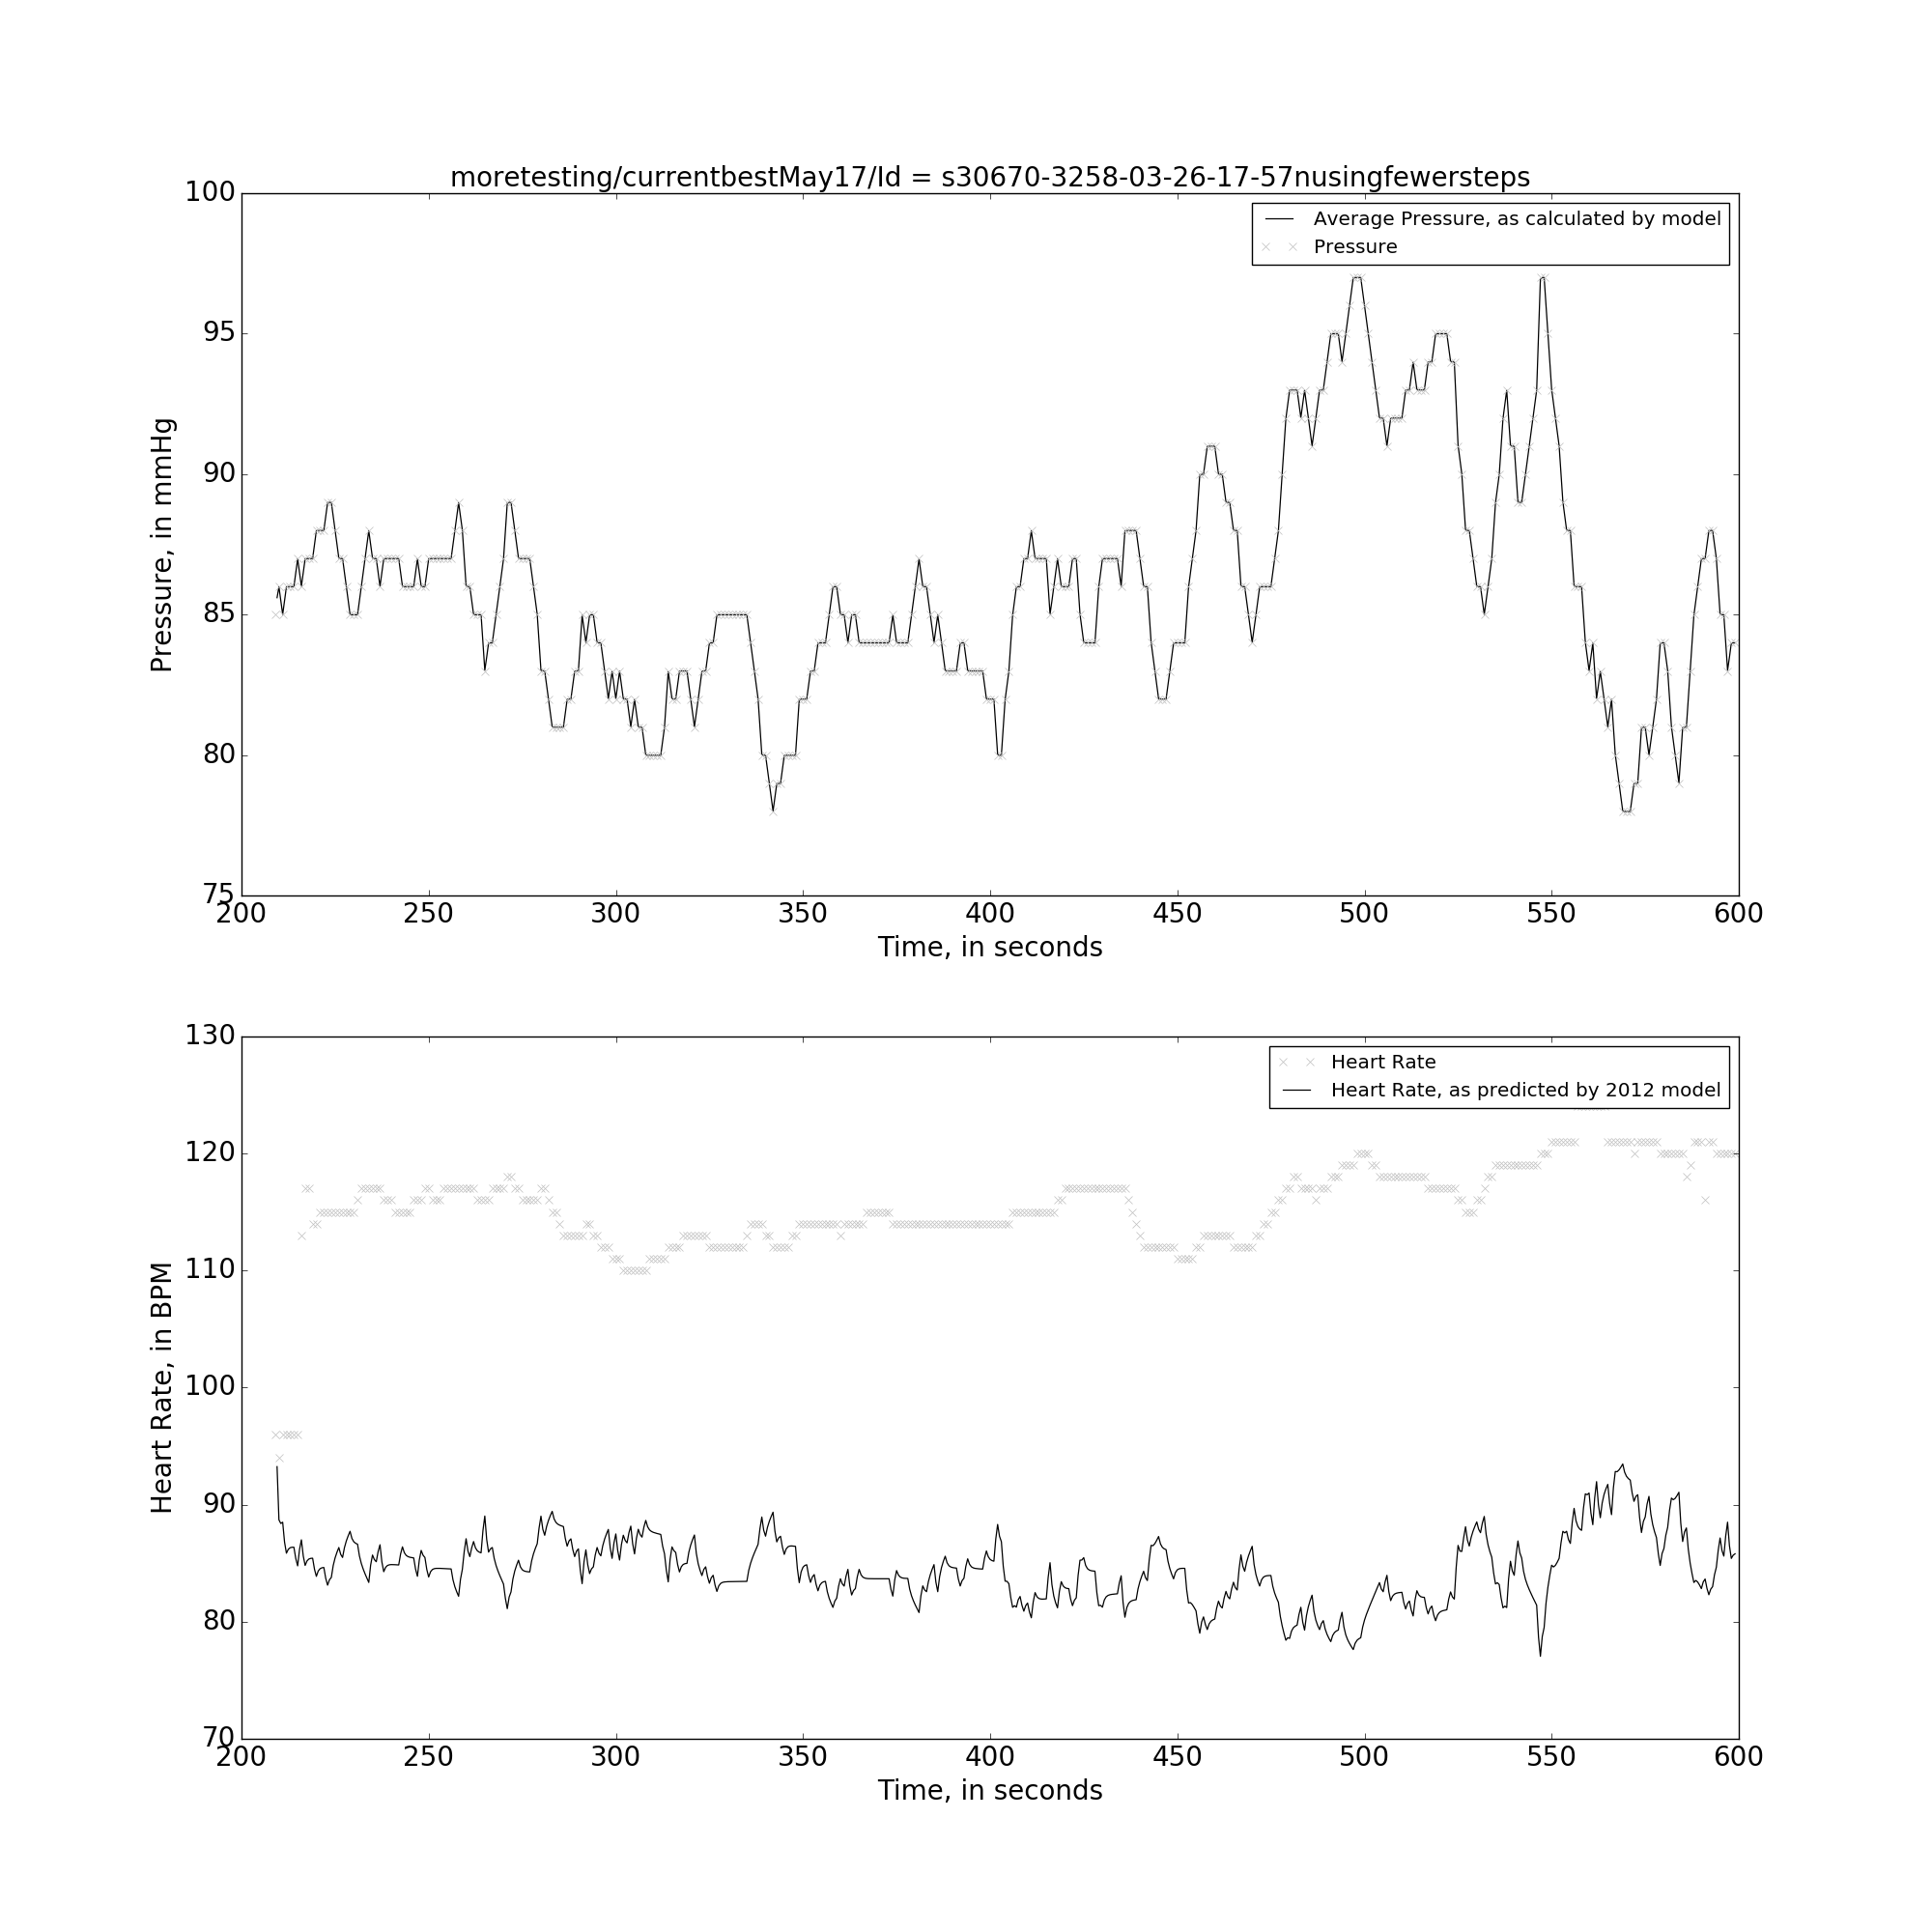 moretesting/currentbestMay17/Id = s30670-3258-03-26-17-57nusingfewersteps
100
95
90
85
80
75
Pressure, in mmHg
Average Pressure, as calculated by model
Pressure
200 250 300 350 400 450 500 550 600
Time, in seconds
130
120
110
100
90
80
70
Heart Rate, in BPM
Heart Rate
Heart Rate, as predicted by 2012 model
200 250 300 350 400 450 500 550 600
Time, in seconds